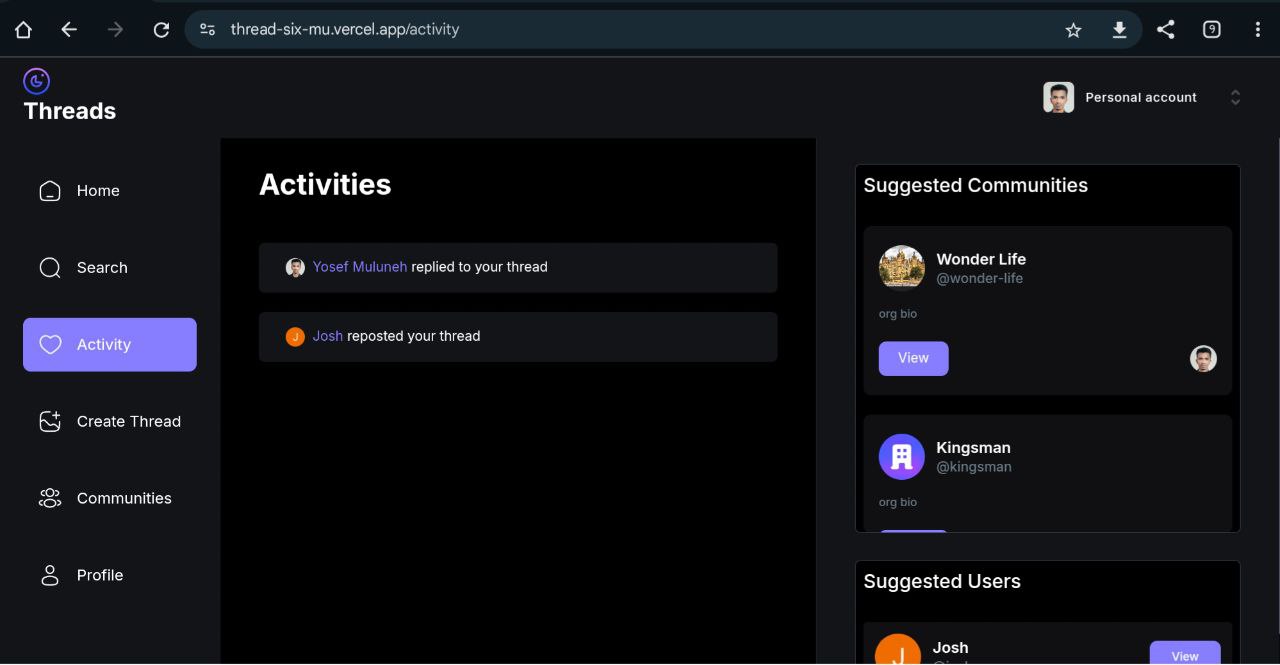 thread-six-mu.vercel.app/activity
9
Threads
Personal account
Home
Search
Activity
Create Thread
Communities
Profile
Activities
Yosef Muluneh replied to your thread
J
Josh reposted your thread
Suggested Communities
Wonder Life
@wonder-life
org bio
View
Kingsman
@kingsman
org bio
Suggested Users
J
Josh
View